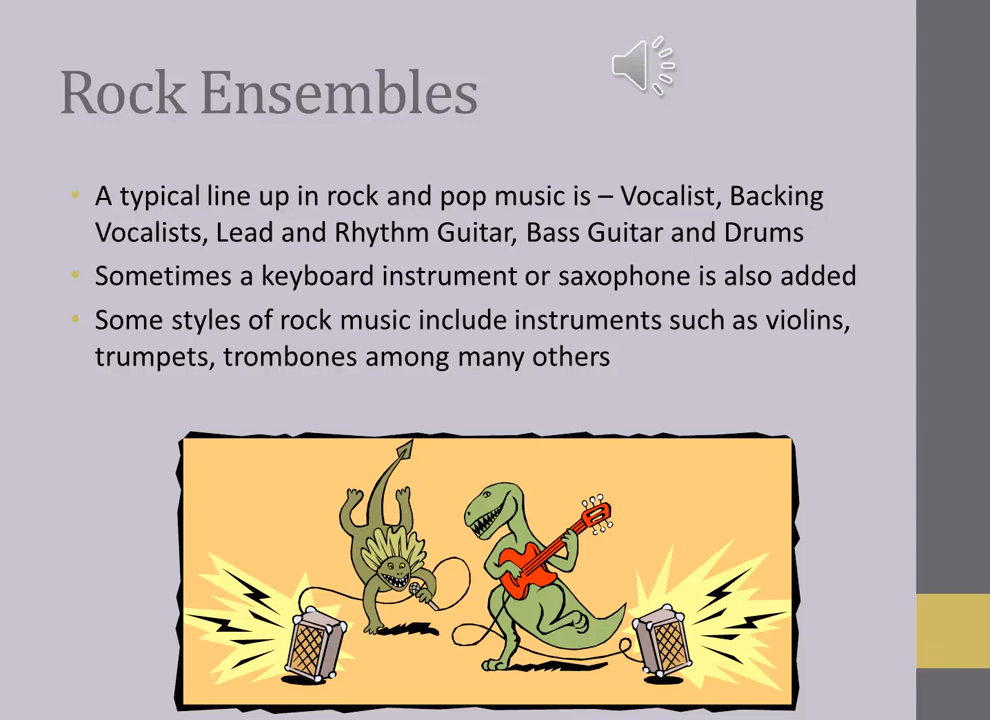 Rock Ensembles
• A typical line up in rock and pop music is – Vocalist, Backing
Vocalists, Lead and Rhythm Guitar, Bass Guitar and Drums
• Sometimes a keyboard instrument or saxophone is also added
• Some styles of rock music include instruments such as violins,
trumpets, trombones among many others